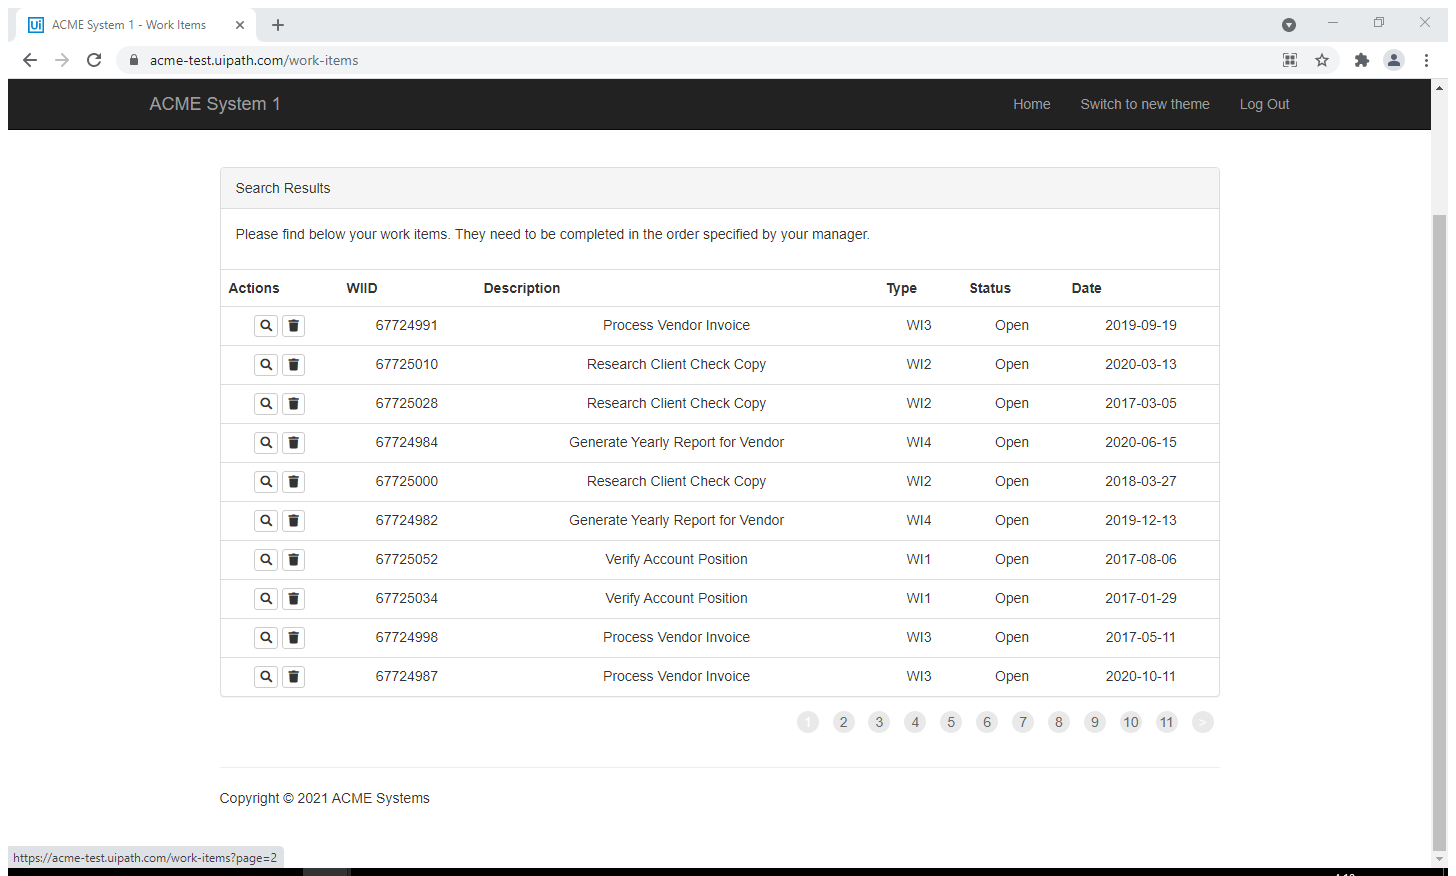 Ui ACME System 1 - Work Items
acme-test.uipath.com/work-items
ACME System 1 Home Switch to new theme Log Out
Search Results
Please find below your work items. They need to be completed in the order specified by your manager.
Actions WIID Description Type Status Date
67724991 Process Vendor Invoice WI3 Open 2019-09-19
67725010 Research Client Check Copy WI2 Open 2020-03-13
67725028 Research Client Check Copy WI2 Open 2017-03-05
67724984 Generate Yearly Report for Vendor WI4 Open 2020-06-15
67725000 Research Client Check Copy WI2 Open 2018-03-27
67724982 Generate Yearly Report for Vendor WI4 Open 2019-12-13
67725052 Verify Account Position WI1 Open 2017-08-06
67725034 Verify Account Position WI1 Open 2017-01-29
67724998 Process Vendor Invoice WI3 Open 2017-05-11
67724987 Process Vendor Invoice WI3 Open 2020-10-11
1 2 3 4 5 6 7 8 9 10 11 >
Copyright © 2021 ACME Systems
https://acme-test.uipath.com/work-items?page=2